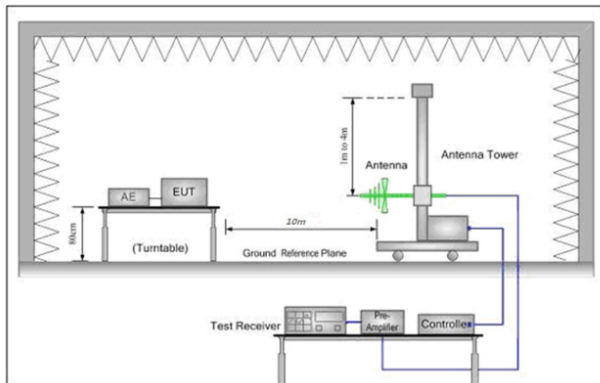 1m to 4m
Antenna
Antenna Tower
AE
EUT
80cm
(Turntable)
10m
Ground Reference Plane
Test Receiver
Pre-
Amplifier
Controller